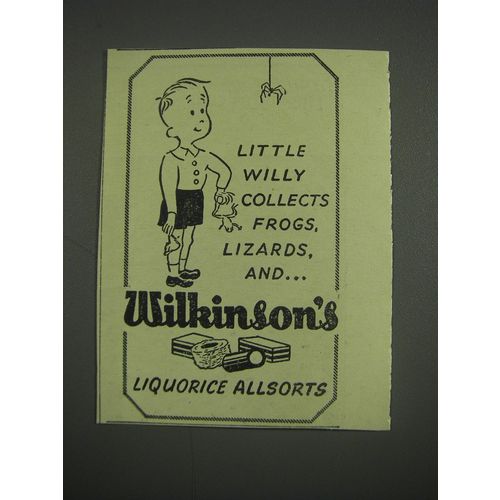 LITTLE
WILLY
COLLECTS
FROGS,
LIZARDS,
AND...
Wilkinson's
LIQUORICE ALLSORTS